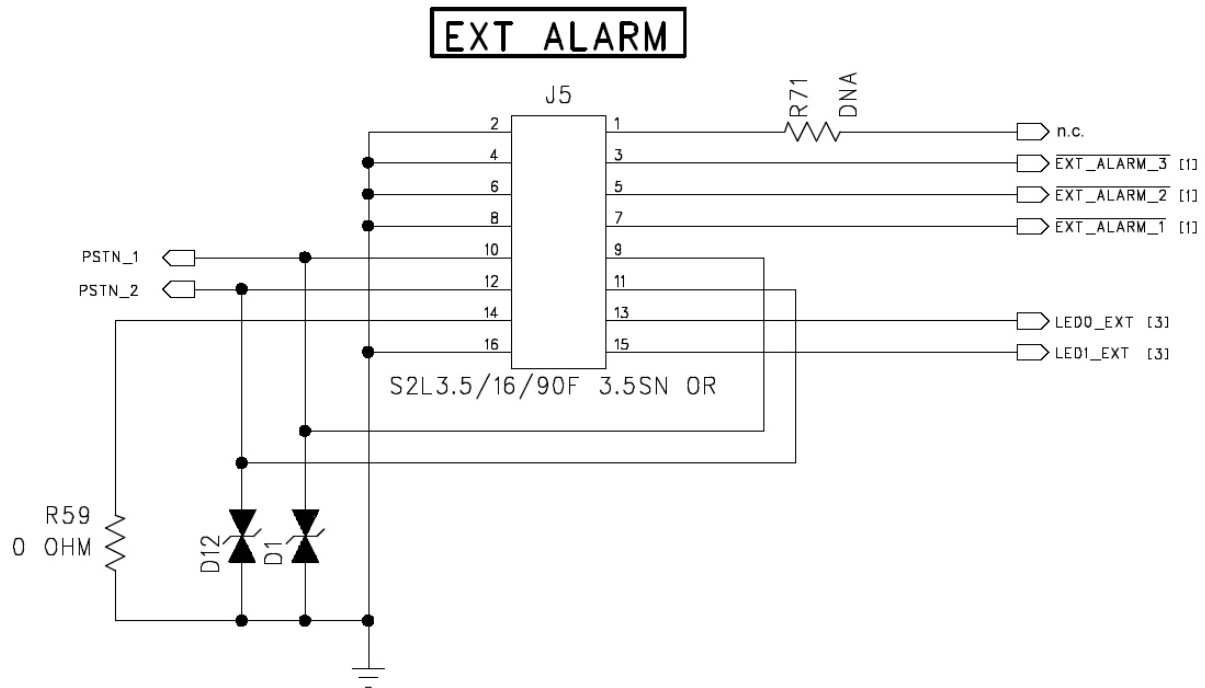 EXT ALARM
J5
R71
DNA
2 1 n.c.
4 3 EXT_ALARM_3 [1]
6 5 EXT_ALARM_2 [1]
8 7 EXT_ALARM_1 [1]
PSTN_1 10 9
PSTN_2 12 11
14 13 LED0_EXT [3]
16 15 LED1_EXT [3]
S2L3.5/16/90F 3.5SN OR
R59
0 OHM
D12
D1